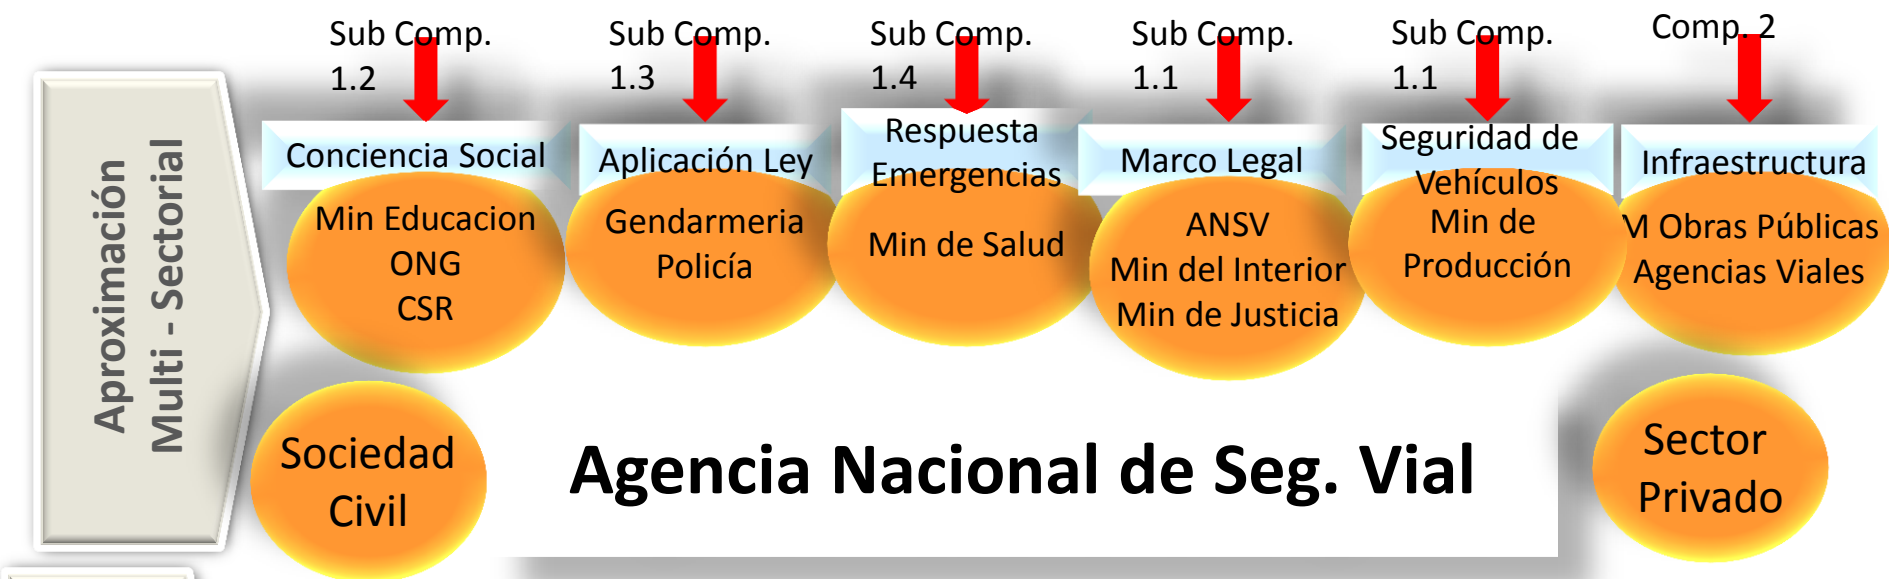 Sub Comp.
1.2
Sub Comp.
1.3
Sub Comp.
1.4
Sub Comp.
1.1
Sub Comp.
1.1
Comp. 2
Aproximación
Multi - Sectorial
Conciencia Social
Min Educacion
ONG
CSR
Aplicación Ley
Gendarmeria
Policía
Respuesta
Emergencias
Min de Salud
Marco Legal
ANSV
Min del Interior
Min de Justicia
Seguridad de
Vehículos
Min de
Producción
Infraestructura
M Obras Públicas
Agencias Viales
Sociedad
Civil
Agencia Nacional de Seg. Vial
Sector
Privado